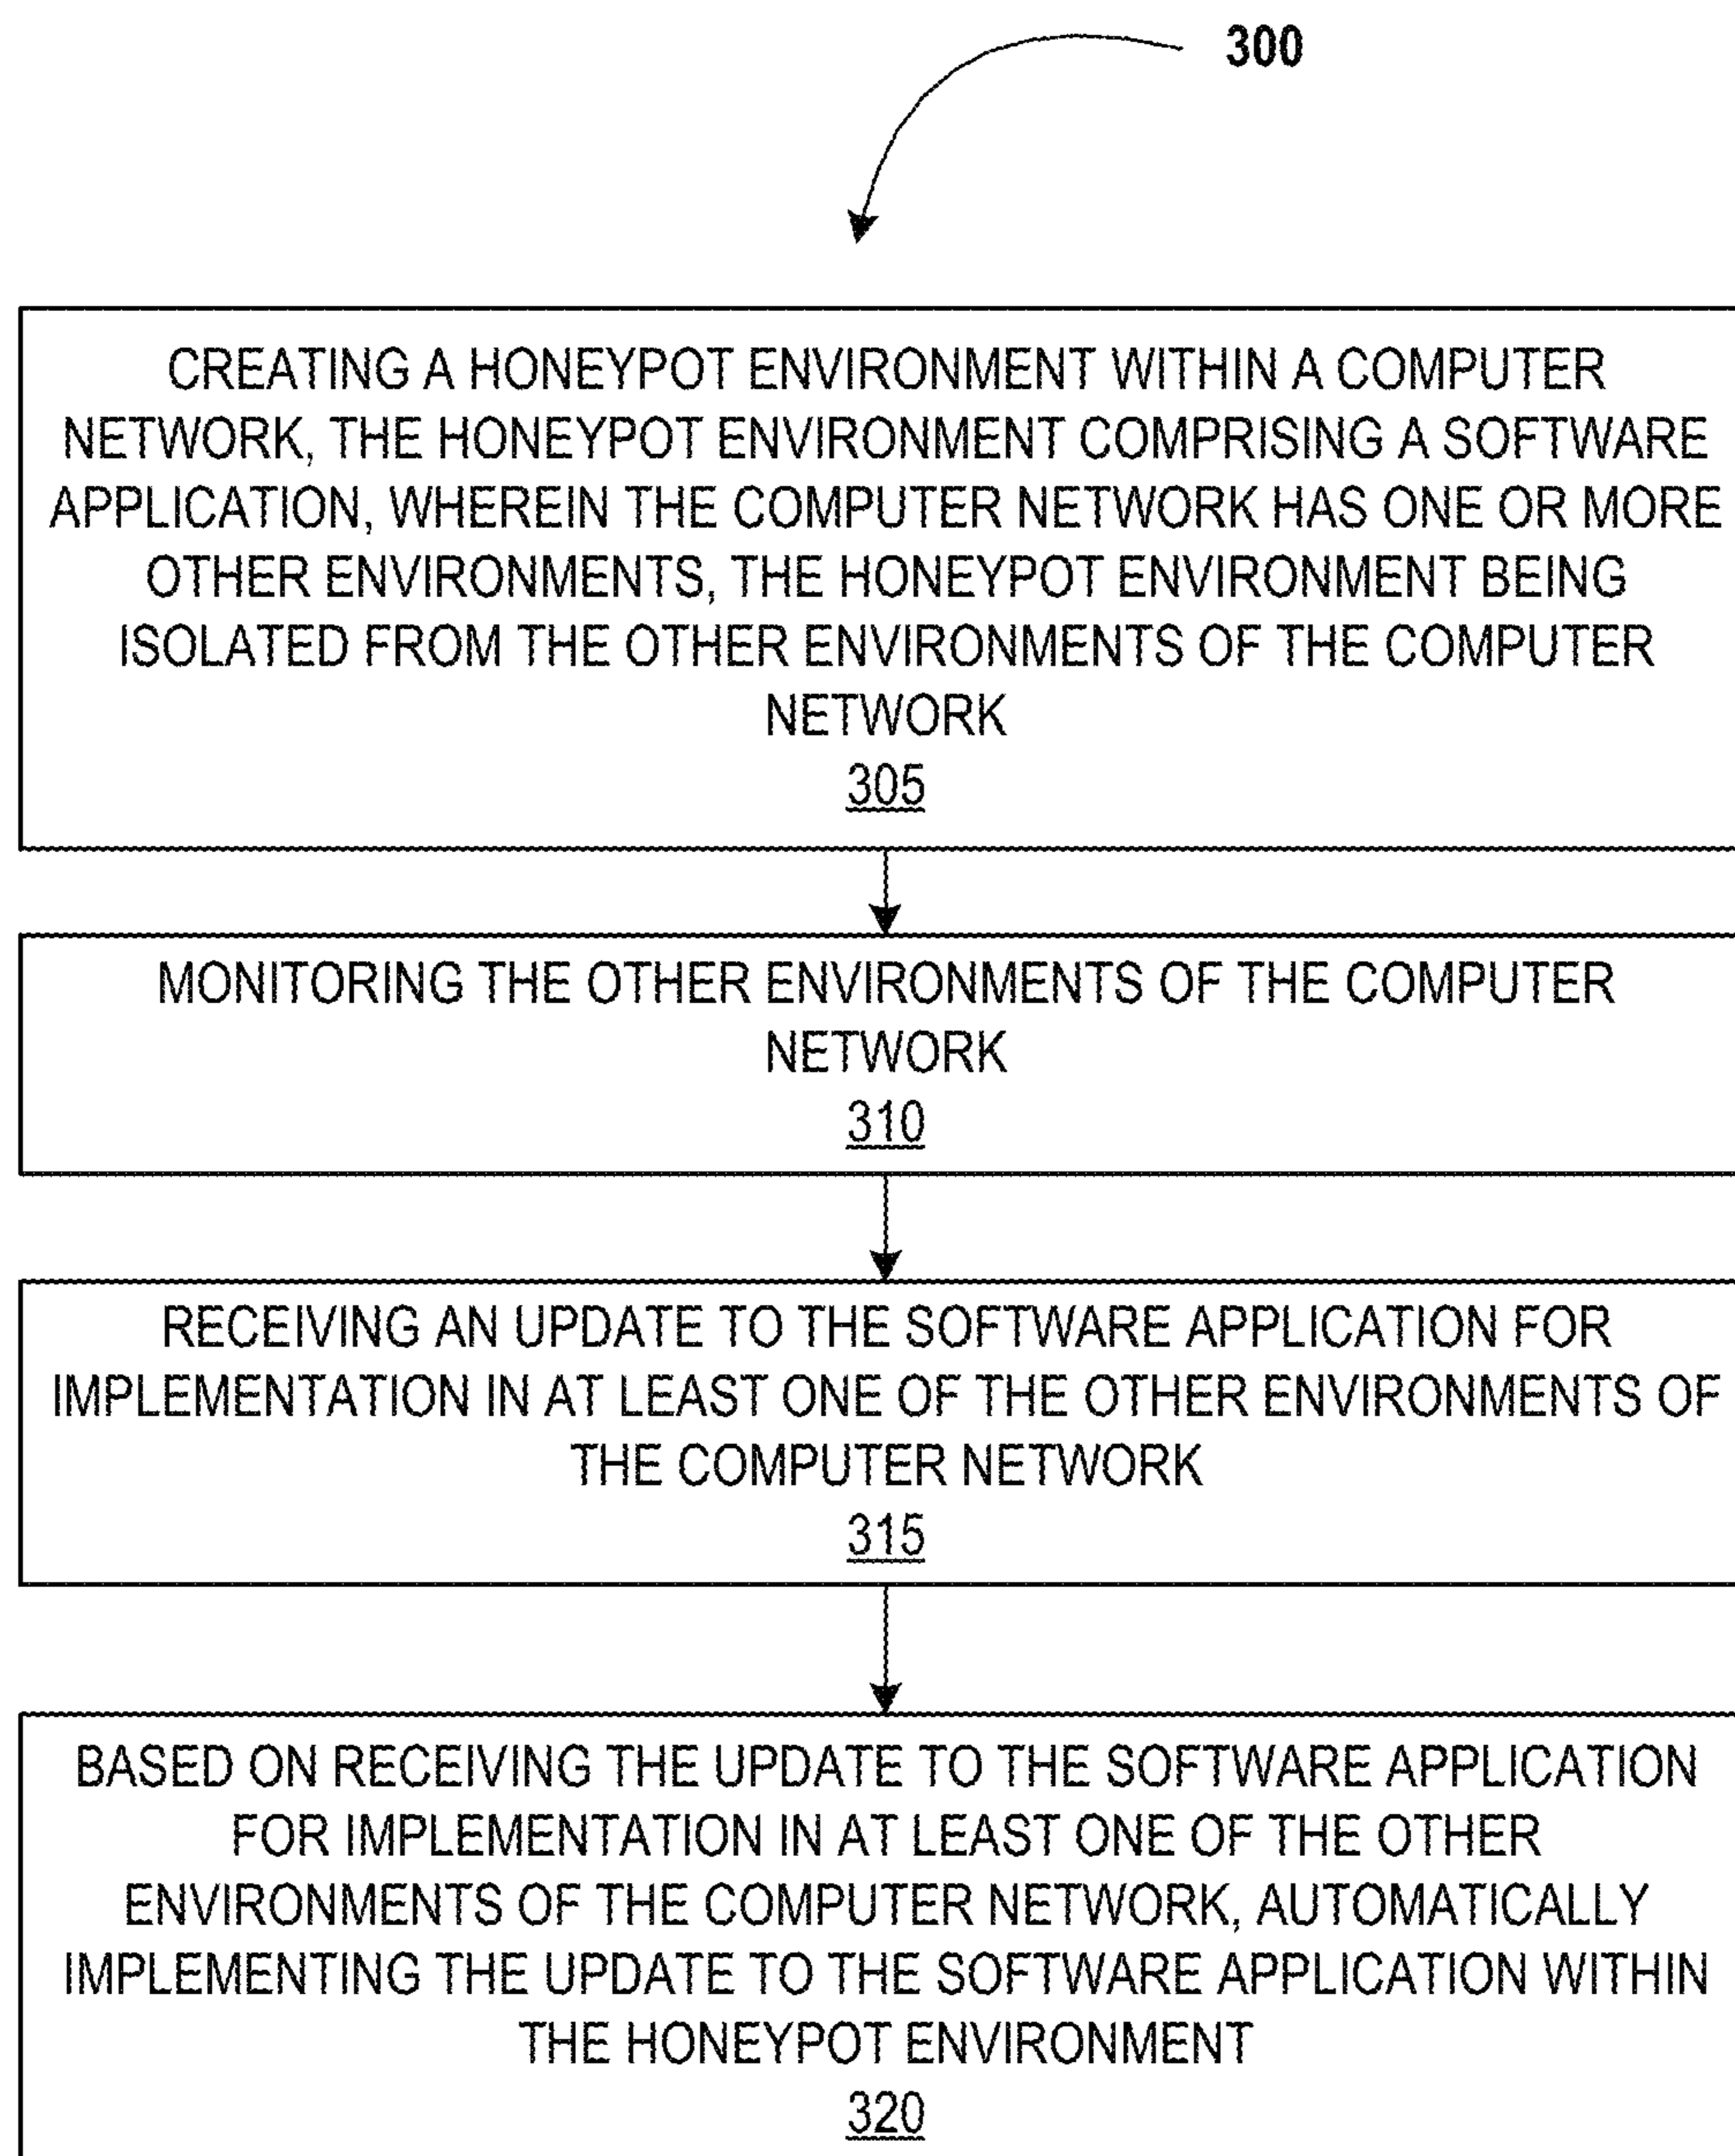 300
CREATING A HONEYPOT ENVIRONMENT WITHIN A COMPUTER
NETWORK, THE HONEYPOT ENVIRONMENT COMPRISING A SOFTWARE
APPLICATION, WHEREIN THE COMPUTER NETWORK HAS ONE OR MORE
OTHER ENVIRONMENTS, THE HONEYPOT ENVIRONMENT BEING
ISOLATED FROM THE OTHER ENVIRONMENTS OF THE COMPUTER
NETWORK
305
MONITORING THE OTHER ENVIRONMENTS OF THE COMPUTER
NETWORK
310
RECEIVING AN UPDATE TO THE SOFTWARE APPLICATION FOR
IMPLEMENTATION IN AT LEAST ONE OF THE OTHER ENVIRONMENTS OF
THE COMPUTER NETWORK
315
BASED ON RECEIVING THE UPDATE TO THE SOFTWARE APPLICATION
FOR IMPLEMENTATION IN AT LEAST ONE OF THE OTHER
ENVIRONMENTS OF THE COMPUTER NETWORK, AUTOMATICALLY
IMPLEMENTING THE UPDATE TO THE SOFTWARE APPLICATION WITHIN
THE HONEYPOT ENVIRONMENT
320